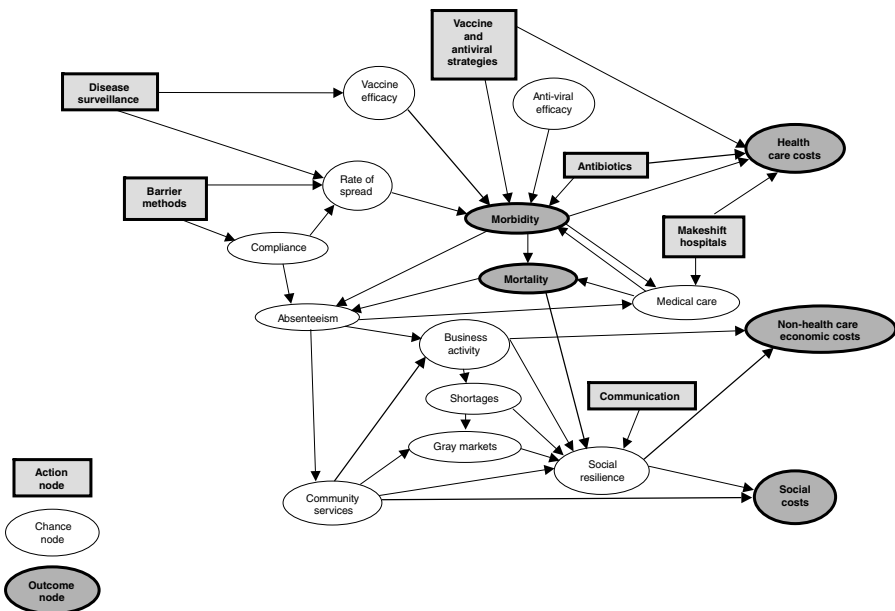 Vaccine
and
antiviral
strategies
Disease
surveillance
Vaccine
efficacy
Anti-viral
efficacy
Health
care costs
Antibiotics
Barrier
methods
Rate of
spread
Morbidity
Makeshift
hospitals
Compliance
Mortality
Medical care
Absenteeism
Business
activity
Non-health care
economic costs
Shortages
Communication
Gray markets
Social
resilience
Action
node
Community
services
Social
costs
Chance
node
Outcome
node